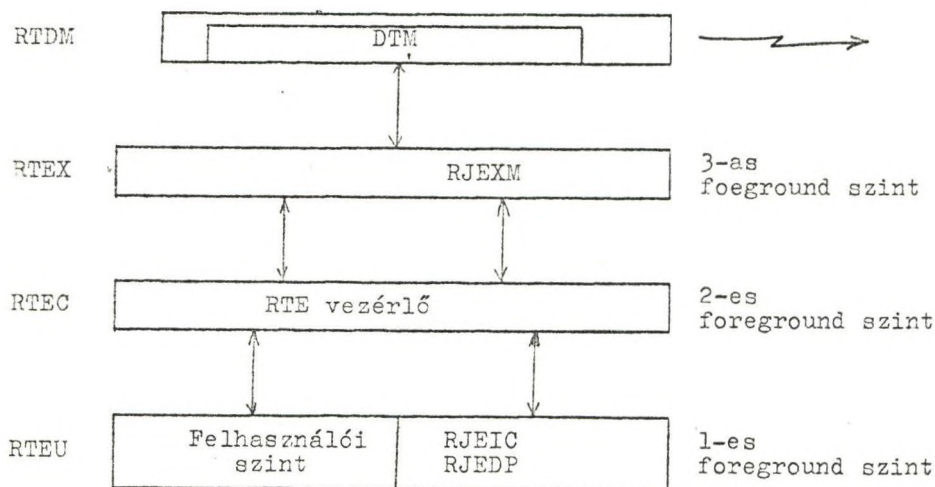 RTDM
DTM
RTEX
RJEXM
3-as
foeground szint
RTEC
RTE vezérlő
2-es
foreground szint
RTEU
Felhasználói
szint
RJEIC
RJEDP
1-es
foreground szint